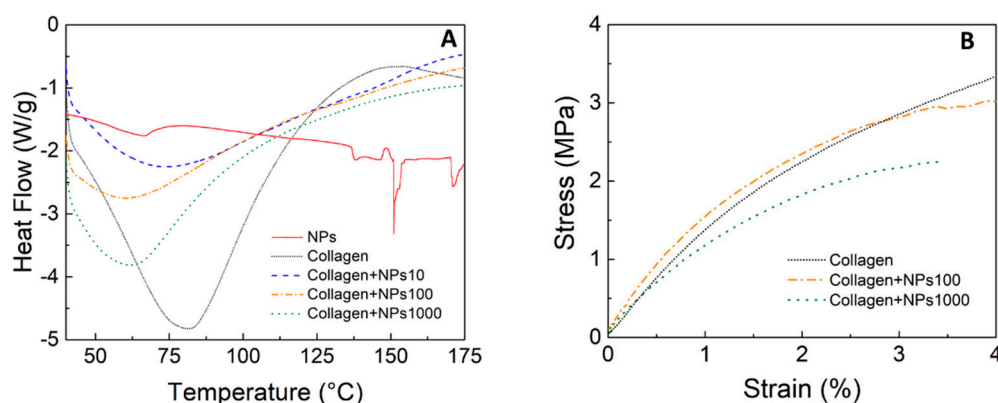 A
Heat Flow (W/g)
0
-1
-2
-3
-4
-5
NPs
Collagen
Collagen+NPs10
Collagen+NPs100
Collagen+NPs1000
50 75 100 125 150 175
Temperature (°C)
B
Stress (MPa)
4
3
2
1
0
Collagen
Collagen+NPs100
Collagen+NPs1000
0 1 2 3 4
Strain (%)